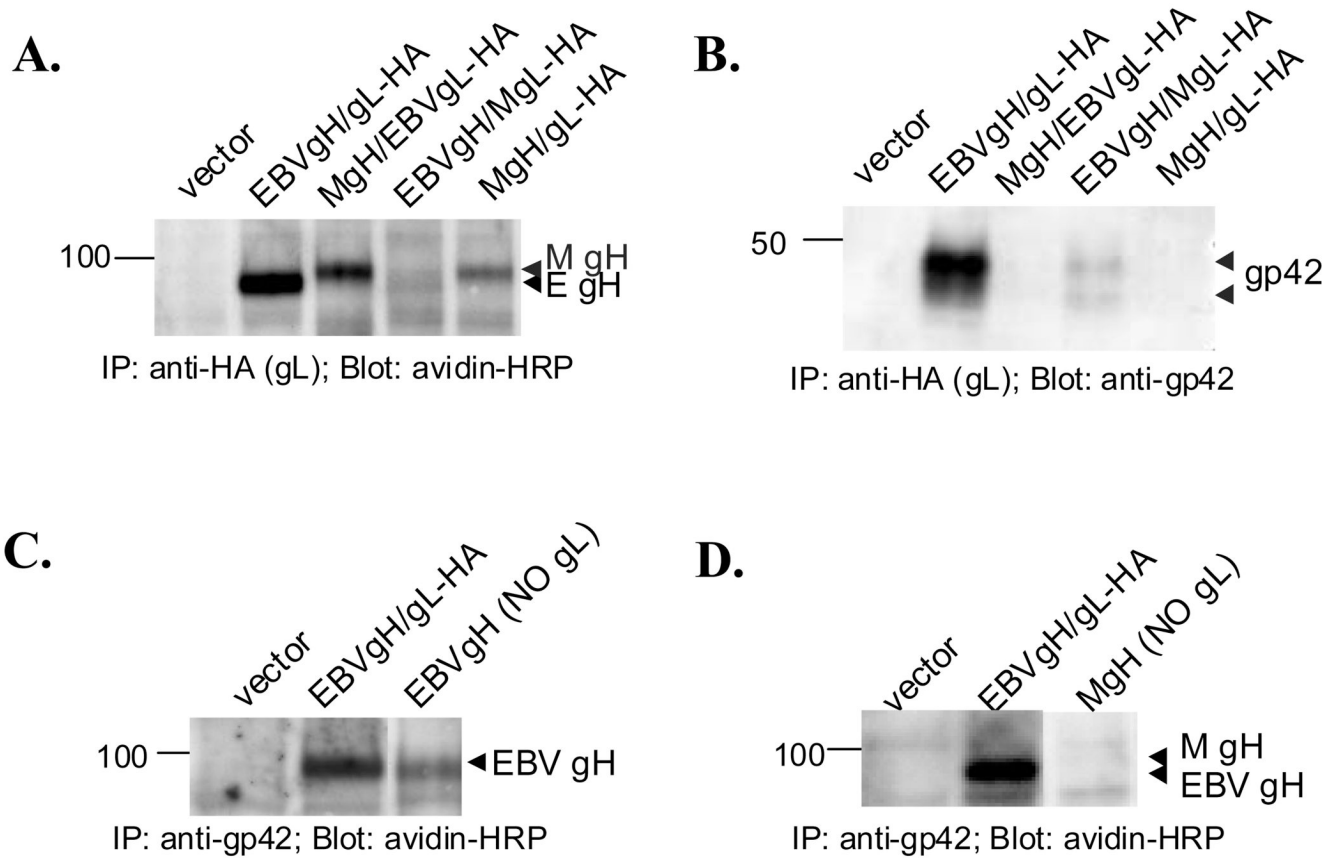 A.
vector
EBVgH/gL-HA
MgH/EBVgL-HA
EBVgH/MgL-HA
MgH/gL-HA
100
M gH
E gH
IP: anti-HA (gL); Blot: avidin-HRP
B.
vector
EBVgH/gL-HA
MgH/EBVgL-HA
EBVgH/MgL-HA
MgH/gL-HA
50
gp42
IP: anti-HA (gL); Blot: anti-gp42
C.
vector
EBVgH/gL-HA
EBVgH (NO gL)
100
EBV gH
IP: anti-gp42; Blot: avidin-HRP
D.
vector
EBVgH/gL-HA
MgH (NO gL)
100
M gH
EBV gH
IP: anti-gp42; Blot: avidin-HRP